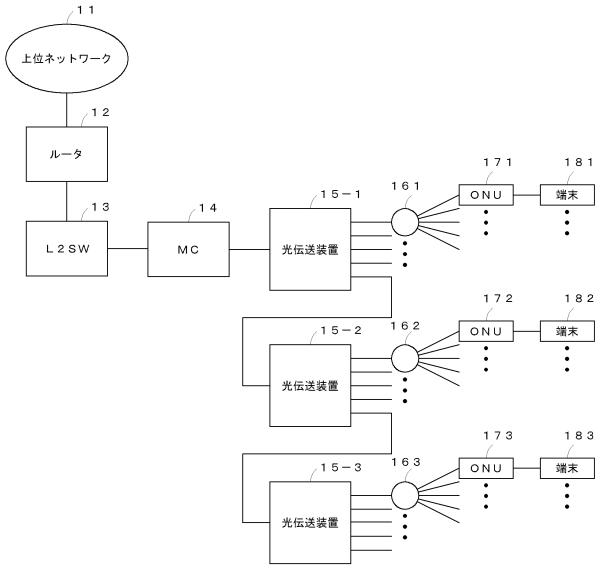 １１
上位ネットワーク
１２
ルータ
１３
Ｌ２ＳＷ
１４
ＭＣ
１５－１
光伝送装置
１６１
１７１
ＯＮＵ
１８１
端末
１５－２
光伝送装置
１６２
１７２
ＯＮＵ
１８２
端末
１５－３
光伝送装置
１６３
１７３
ＯＮＵ
１８３
端末